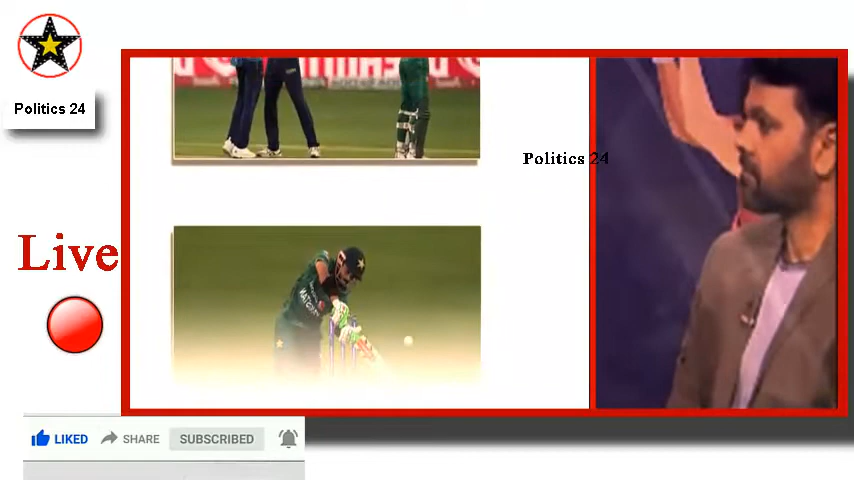 Politics 24
Politics 24
Live
LIKED
SHARE
SUBSCRIBED